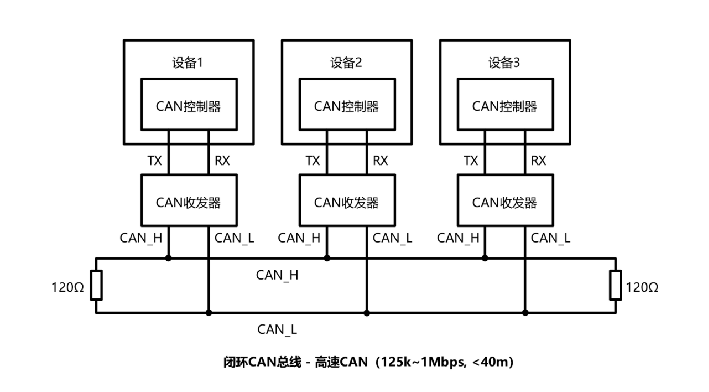 设备1 设备2 设备3
CAN控制器 CAN控制器 CAN控制器
TX RX TX RX TX RX
CAN收发器 CAN收发器 CAN收发器
CAN_H CAN_L CAN_H CAN_L CAN_H CAN_L
CAN_H
120Ω 120Ω
CAN_L
闭环CAN总线 - 高速CAN（125k~1Mbps, <40m）